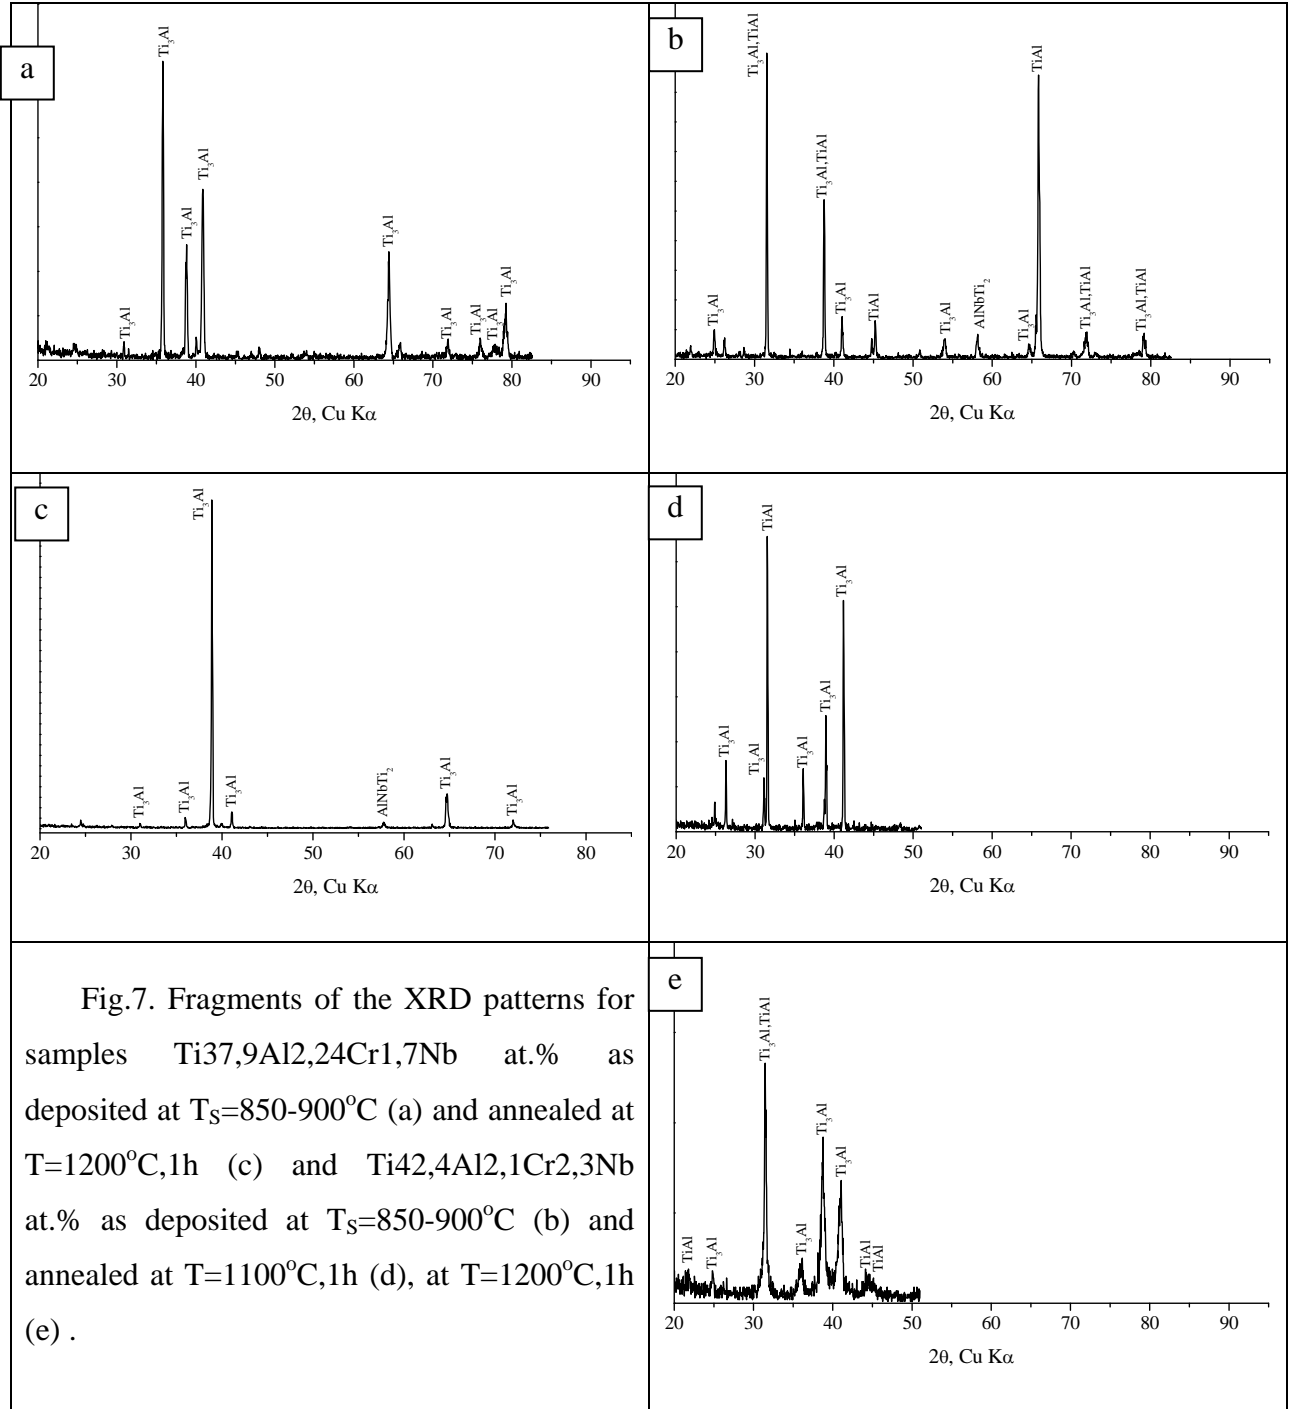 a
Ti₃Al
Ti₃Al
Ti₃Al
Ti₃Al
Ti₃Al
Ti₃Al
Ti₃Al
Ti₃Al
Ti₃Al
20 30 40 50 60 70 80 90
2θ, Cu Kα
b
Ti₃Al
Ti₃Al,TiAl
Ti₃Al,TiAl
Ti₃Al
TiAl
Ti₃Al
AlNbTi₂
Ti₃Al
TiAl
Ti₃Al,TiAl
Ti₃Al,TiAl
20 30 40 50 60 70 80 90
2θ, Cu Kα
c
Ti₃Al
Ti₃Al
Ti₃Al
Ti₃Al
AlNbTi₂
Ti₃Al
Ti₃Al
20 30 40 50 60 70 80
2θ, Cu Kα
d
Ti₃Al
Ti₃Al
TiAl
Ti₃Al
Ti₃Al
Ti₃Al
20 30 40 50 60 70 80 90
2θ, Cu Kα
Fig.7. Fragments of the XRD patterns for
samples Ti37,9Al2,24Cr1,7Nb at.% as
deposited at T_S=850-900°C (a) and annealed at
T=1200°C,1h (c) and Ti42,4Al2,1Cr2,3Nb
at.% as deposited at T_S=850-900°C (b) and
annealed at T=1100°C,1h (d), at T=1200°C,1h
(e) .
e
TiAl
Ti₃Al
Ti₃Al,TiAl
Ti₃Al
Ti₃Al
Ti₃Al
TiAl
TiAl
20 30 40 50 60 70 80 90
2θ, Cu Kα